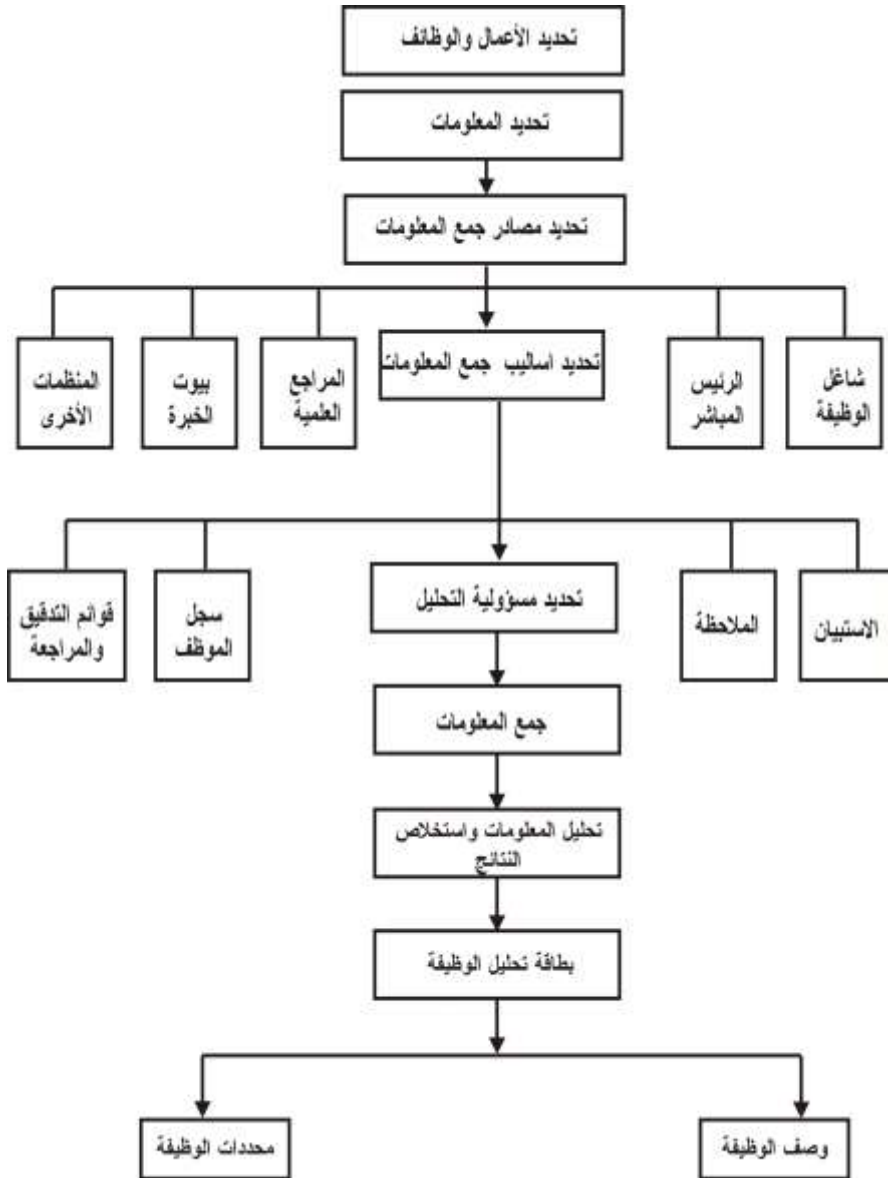 تحديد الأعمال والوظائف
تحديد المعلومات
تحديد مصادر جمع المعلومات
شاغل
الوظيفة
الرئيس
المباشر
تحديد اساليب جمع المعلومات
المراجع
العلمية
بيوت
الخبرة
المنظمات
الأخرى
الاستبيان
الملاحظة
تحديد مسؤولية التحليل
سجل
الموظف
قوائم التدقيق
والمراجعة
جمع المعلومات
تحليل المعلومات واستخلاص
النتائج
بطاقة تحليل الوظيفة
وصف الوظيفة
محددات الوظيفة